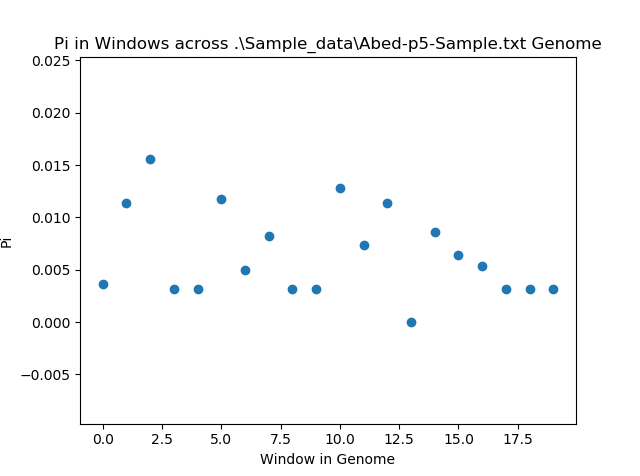 Pi in Windows across .\Sample_data\Abed-p5-Sample.txt Genome
0.025
0.020
0.015
0.010
0.005
0.000
−0.005
Pi
0.0 2.5 5.0 7.5 10.0 12.5 15.0 17.5
Window in Genome